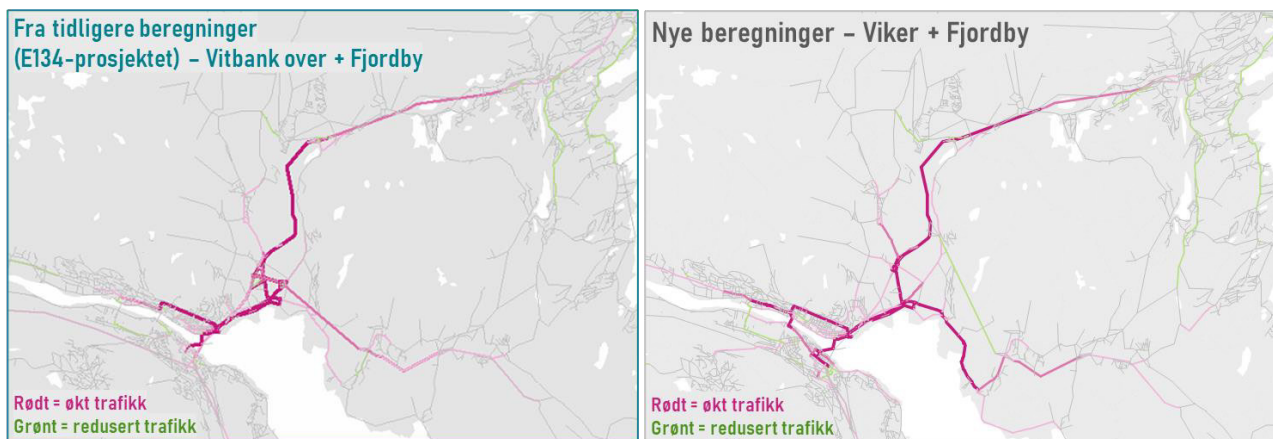 Fra tidligere beregninger
(E134-prosjektet) – Vitbank over + Fjordby
Rødt = økt trafikk
Grønt = redusert trafikk
Nye beregninger – Viker + Fjordby
Rødt = økt trafikk
Grønt = redusert trafikk